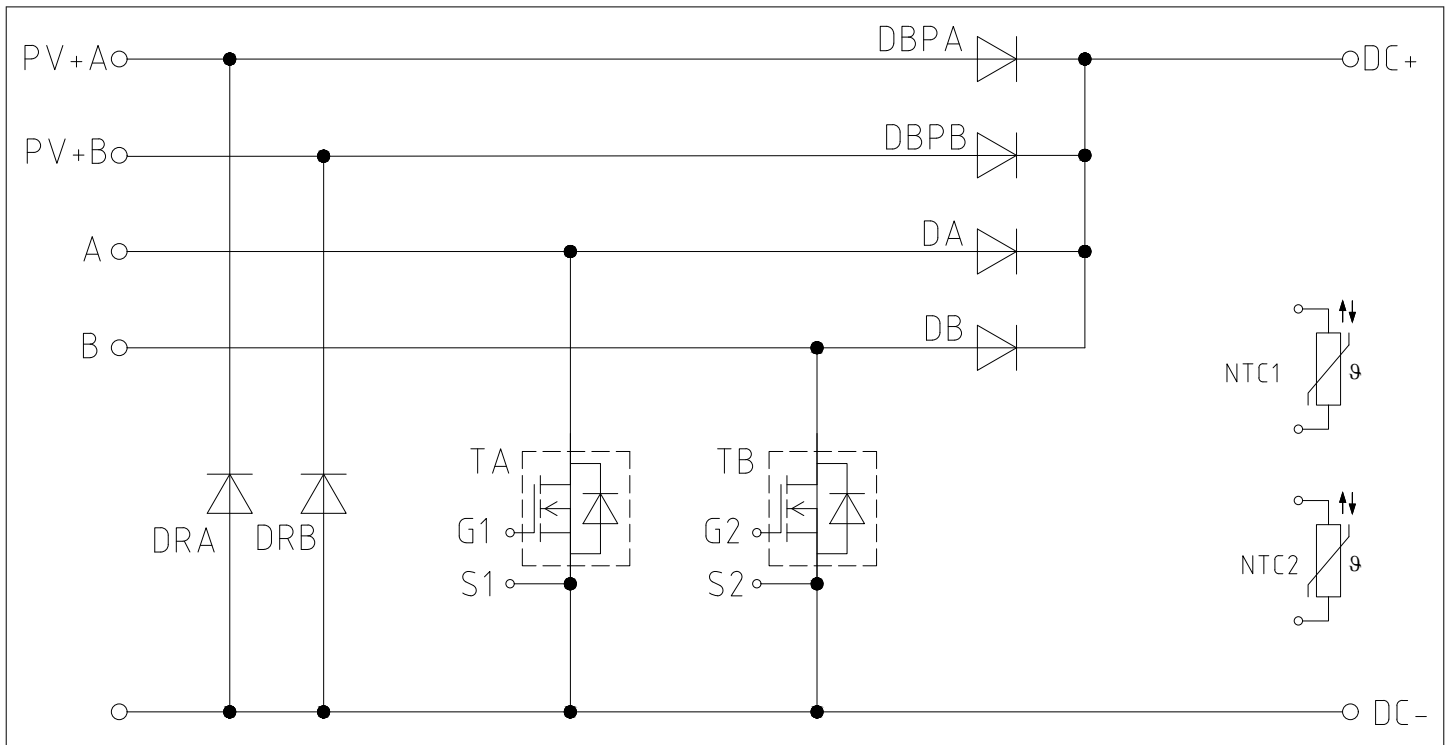 DBPA
PV+A
DC+
DBPB
PV+B
DA
A
DB
B
NTC1
ϑ
TA
TB
G1
G2
DRA
DRB
NTC2
ϑ
S1
S2
DC-